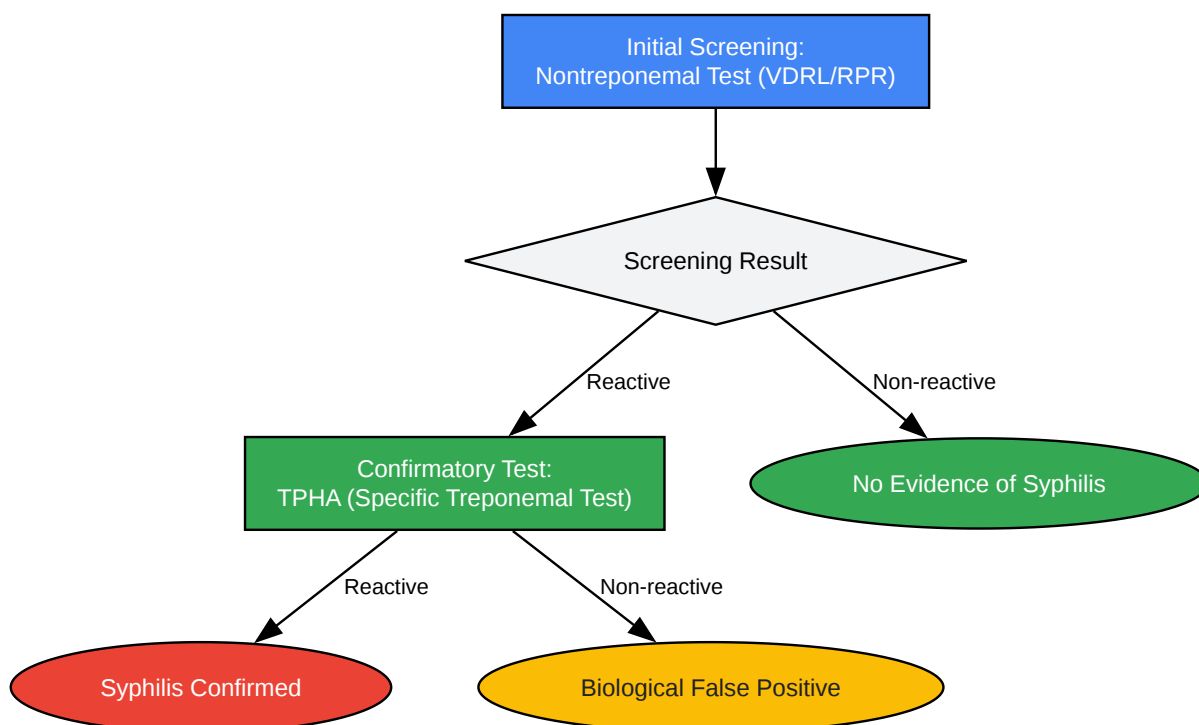 Initial Screening:
Nontreponemal Test (VDRL/RPR)
Screening Result
Reactive
Non-reactive
Confirmatory Test:
TPHA (Specific Treponemal Test)
No Evidence of Syphilis
Reactive
Non-reactive
Syphilis Confirmed
Biological False Positive